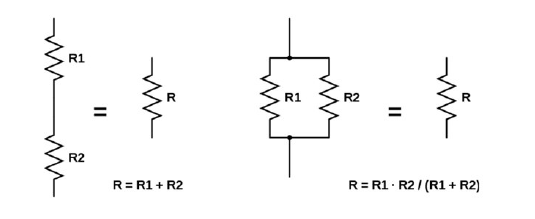 R1
=
R
R2
R = R1 + R2
R1
R2
=
R
R = R1 · R2 / (R1 + R2)